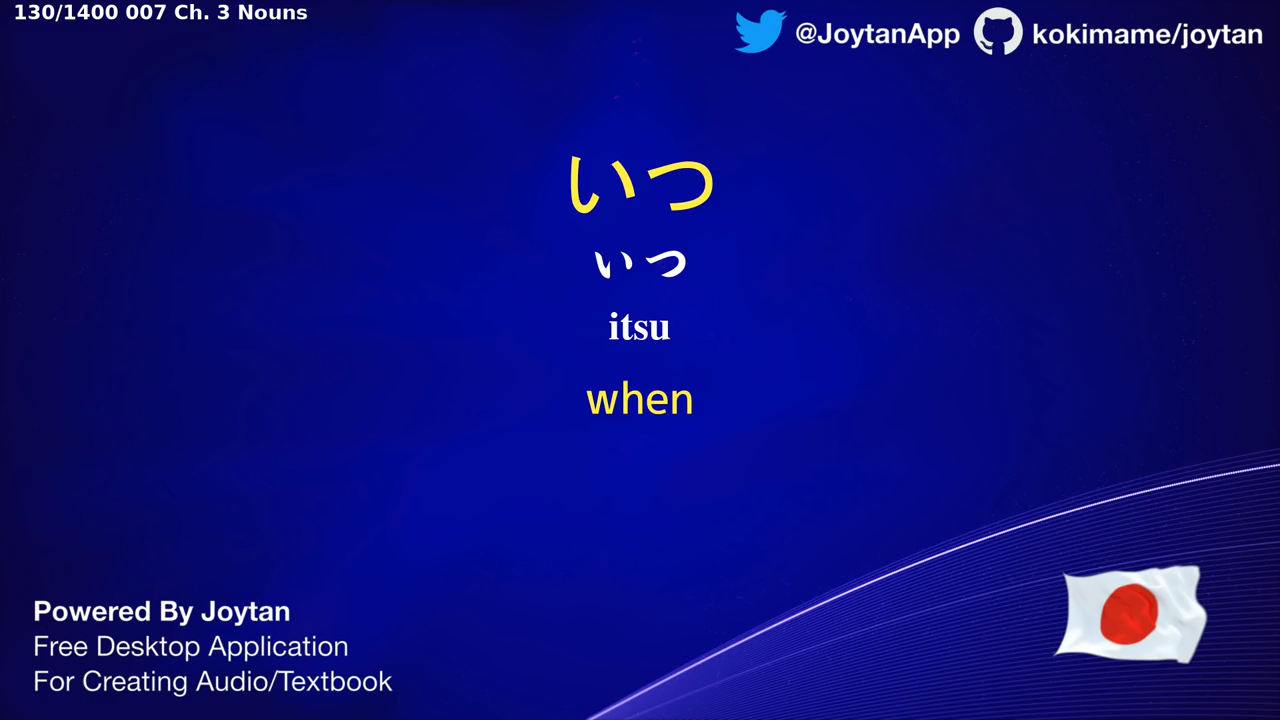 130/1400 007 Ch. 3 Nouns
@JoytanApp kokimame/joytan
いつ
いつ
itsu
when
Powered By Joytan
Free Desktop Application
For Creating Audio/Textbook